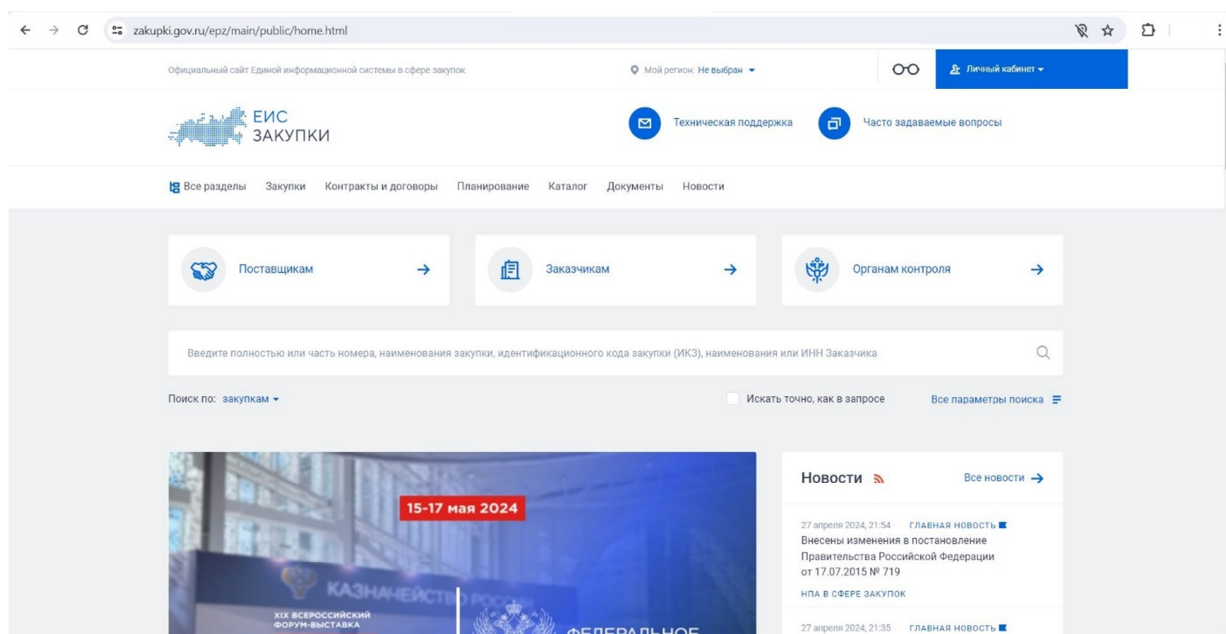 zakupki.gov.ru/epz/main/public/home.html
Официальный сайт Единой информационной системы в сфере закупок
Мой регион: Не выбран
Личный кабинет
ЕИС
ЗАКУПКИ
Техническая поддержка
Часто задаваемые вопросы
Все разделы Закупки Контракты и договоры Планирование Каталог Документы Новости
Поставщикам
Заказчикам
Органам контроля
Введите полностью или часть номера, наименования закупки, идентификационного кода закупки (ИКЗ), наименования или ИНН Заказчика
Поиск по: закупкам
Искать точно, как в запросе
Все параметры поиска
15-17 мая 2024
КАЗНАЧЕЙСТВО
XIX ВСЕРОССИЙСКИЙ
ФОРУМ-ВЫСТАВКА
ФЕДЕРАЛЬНОЕ
Новости
Все новости
27 апреля 2024, 21:54 ГЛАВНАЯ НОВОСТЬ
Внесены изменения в постановление
Правительства Российской Федерации
от 17.07.2015 № 719
НПА В СФЕРЕ ЗАКУПОК
27 апреля 2024, 21:35 ГЛАВНАЯ НОВОСТЬ